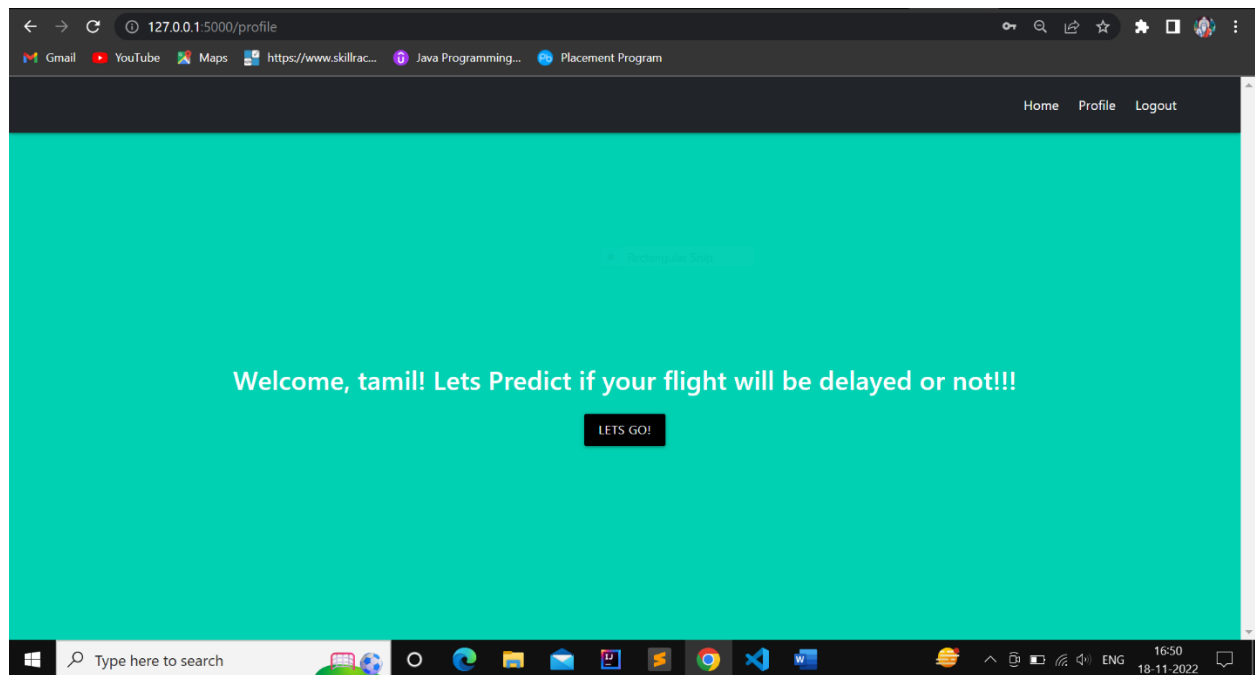 127.0.0.1:5000/profile
Gmail YouTube Maps https://www.skillrac... Java Programming... Placement Program
Home Profile Logout
Rectangular Snip
Welcome, tamil! Lets Predict if your flight will be delayed or not!!!
LETS GO!
Type here to search
ENG
16:50
18-11-2022